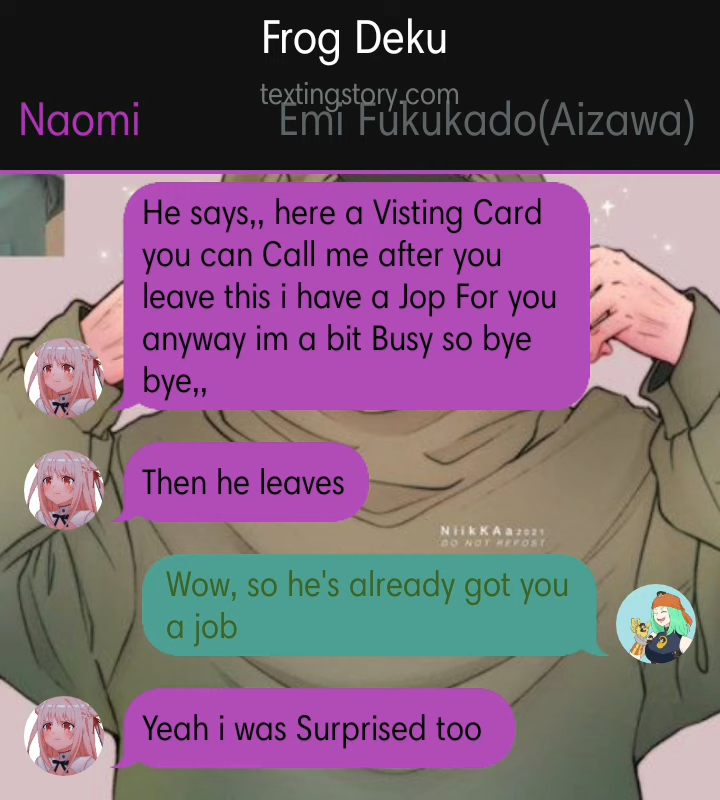 Frog Deku
textingstory.com
Naomi
Emi Fukukado(Aizawa)
He says,, here a Visting Card
you can Call me after you
leave this i have a Jop For you
anyway im a bit Busy so bye
bye,,
Then he leaves
NiikKAa2021
DO NOT REPOST
Wow, so he's already got you
a job
Yeah i was Surprised too